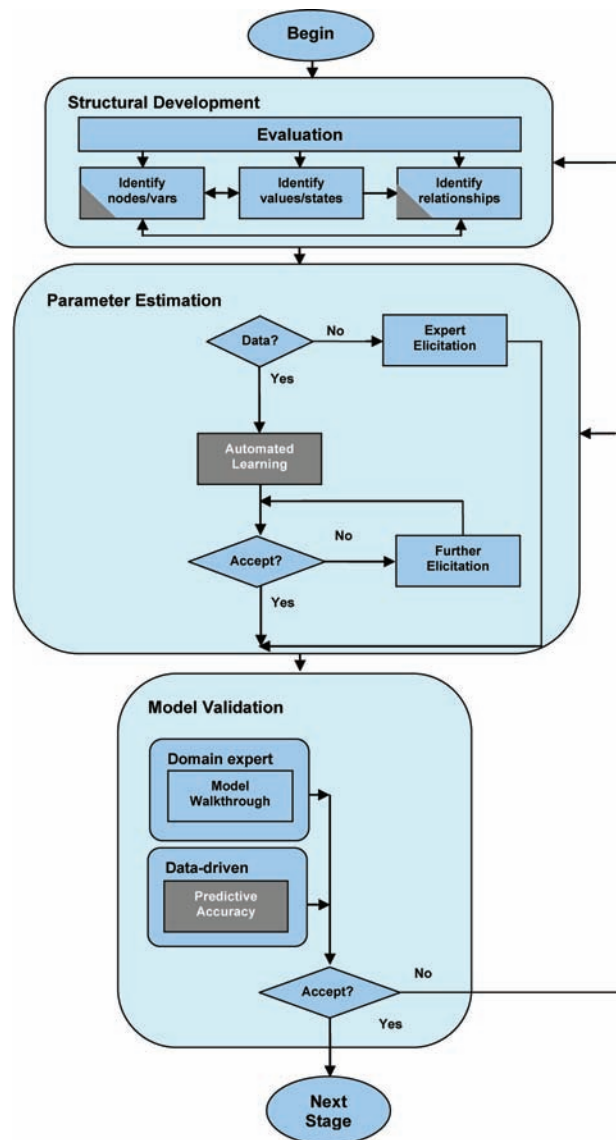 Begin
Structural Development
Evaluation
Identify
nodes/vars
Identify
values/states
Identify
relationships
Parameter Estimation
Data?
No
Expert
Elicitation
Yes
Automated
Learning
Accept?
No
Further
Elicitation
Yes
Model Validation
Domain expert
Model
Walkthrough
Data-driven
Predictive
Accuracy
Accept?
No
Yes
Next
Stage